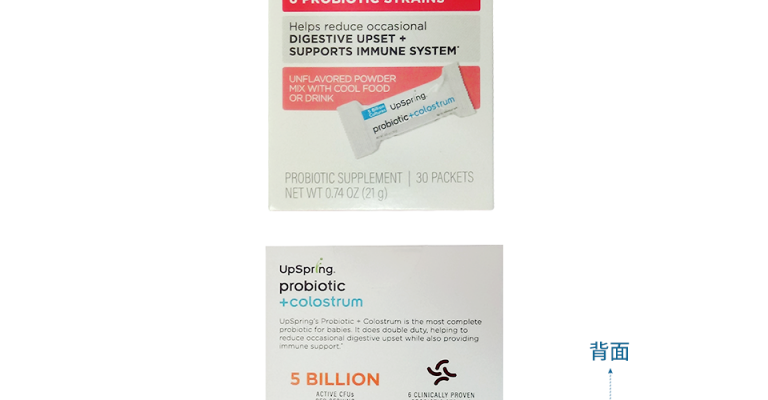 6 PROBIOTIC STRAINS
Helps reduce occasional
DIGESTIVE UPSET +
SUPPORTS IMMUNE SYSTEM*
UNFLAVORED POWDER
MIX WITH COOL FOOD
OR DRINK
UpSpring.
probiotic+colostrum
PROBIOTIC SUPPLEMENT | 30 PACKETS
NET WT 0.74 OZ (21 g)
UpSpring.
probiotic
+colostrum
UpSpring's Probiotic + Colostrum is the most complete
probiotic for babies. It does double duty, helping to
reduce occasional digestive upset while also providing
immune support.*
背面
5 BILLION
ACTIVE CFUs
6 CLINICALLY PROVEN